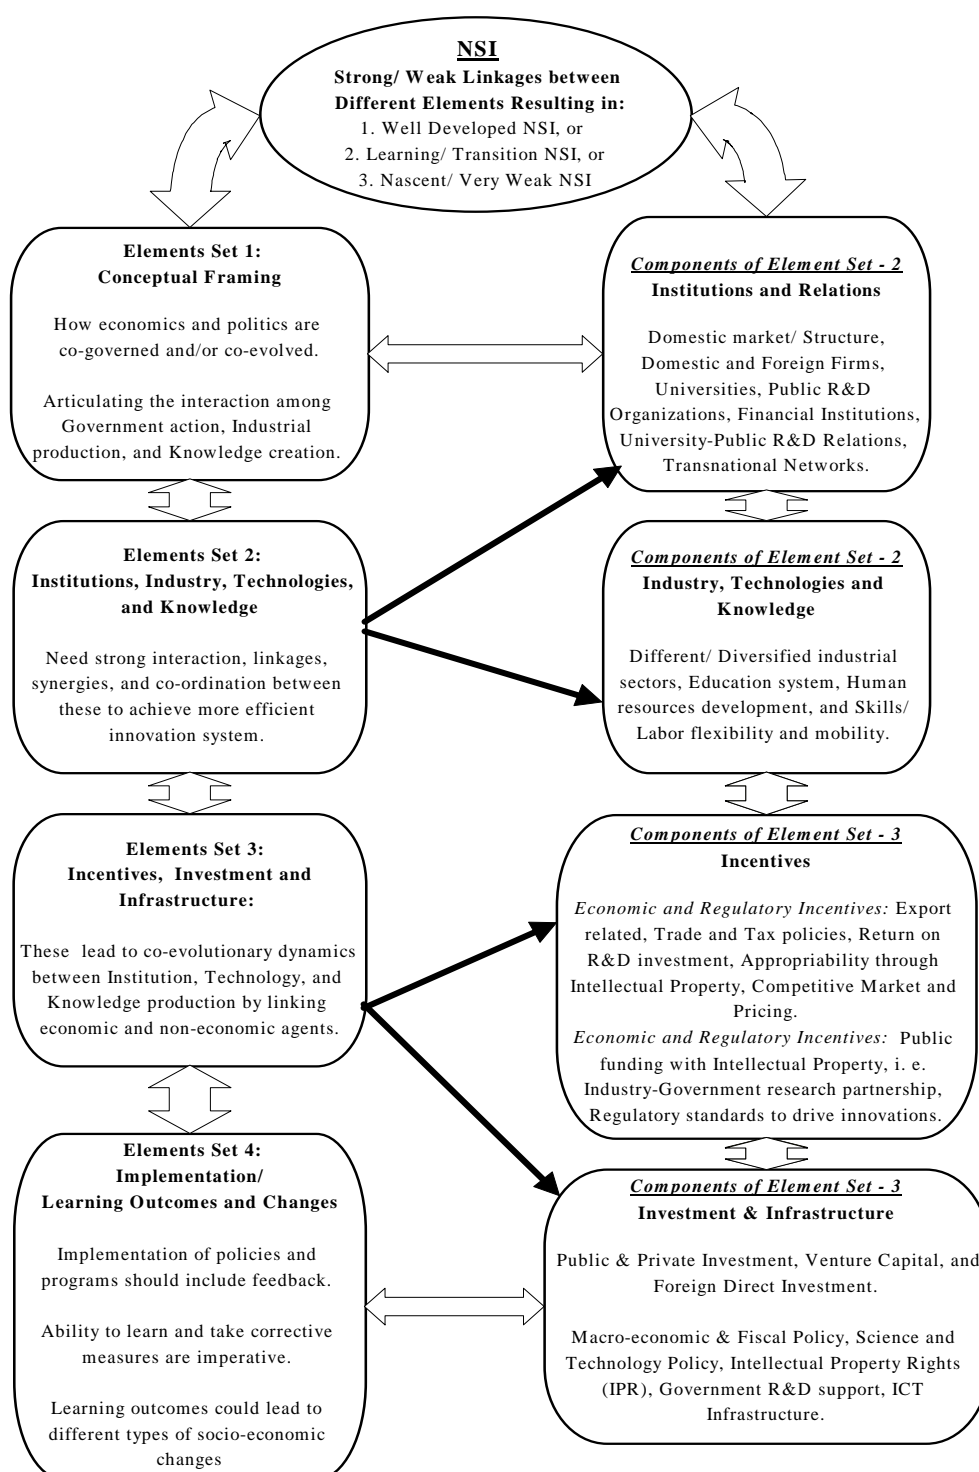 NSI
Strong/ Weak Linkages between
Different Elements Resulting in:
1. Well Developed NSI, or
2. Learning/ Transition NSI, or
3. Nascent/ Very Weak NSI
Elements Set 1:
Conceptual Framing
How economics and politics are
co-governed and/or co-evolved.
Articulating the interaction among
Government action, Industrial
production, and Knowledge creation.
Components of Element Set - 2
Institutions and Relations
Domestic market/ Structure,
Domestic and Foreign Firms,
Universities, Public R&D
Organizations, Financial Institutions,
University-Public R&D Relations,
Transnational Networks.
Elements Set 2:
Institutions, Industry, Technologies,
and Knowledge
Need strong interaction, linkages,
synergies, and co-ordination between
these to achieve more efficient
innovation system.
Components of Element Set - 2
Industry, Technologies and
Knowledge
Different/ Diversified industrial
sectors, Education system, Human
resources development, and Skills/
Labor flexibility and mobility.
Elements Set 3:
Incentives, Investment and
Infrastructure:
These lead to co-evolutionary dynamics
between Institution, Technology, and
Knowledge production by linking
economic and non-economic agents.
Components of Element Set - 3
Incentives
Economic and Regulatory Incentives: Export
related, Trade and Tax policies, Return on
R&D investment, Appropriability through
Intellectual Property, Competitive Market and
Pricing.
Economic and Regulatory Incentives: Public
funding with Intellectual Property, i. e.
Industry-Government research partnership,
Regulatory standards to drive innovations.
Elements Set 4:
Implementation/
Learning Outcomes and Changes
Implementation of policies and
programs should include feedback.
Ability to learn and take corrective
measures are imperative.
Learning outcomes could lead to
different types of socio-economic
changes
Components of Element Set - 3
Investment & Infrastructure
Public & Private Investment, Venture Capital, and
Foreign Direct Investment.
Macro-economic & Fiscal Policy, Science and
Technology Policy, Intellectual Property Rights
(IPR), Government R&D support, ICT
Infrastructure.